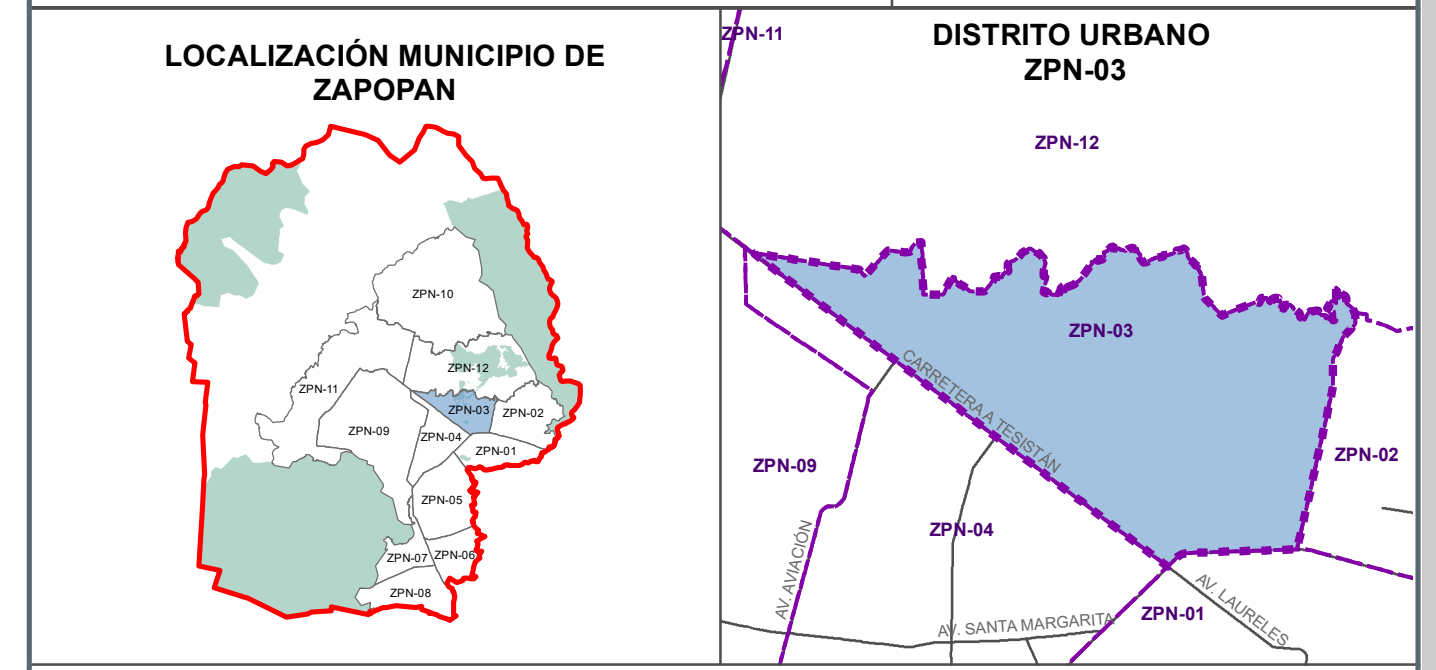 LOCALIZACIÓN MUNICIPIO DE
ZAPOPAN
ZPN-10
ZPN-12
ZPN-11
ZPN-03
ZPN-02
ZPN-09
ZPN-04
ZPN-01
ZPN-05
ZPN-07
ZPN-06
ZPN-08
DISTRITO URBANO
ZPN-03
ZPN-11
ZPN-12
ZPN-03
CARRETERA A TESISTÁN
ZPN-09
ZPN-02
ZPN-04
AV. AVIACIÓN
AV. SANTA MARGARITA
ZPN-01
AV. LAURELES